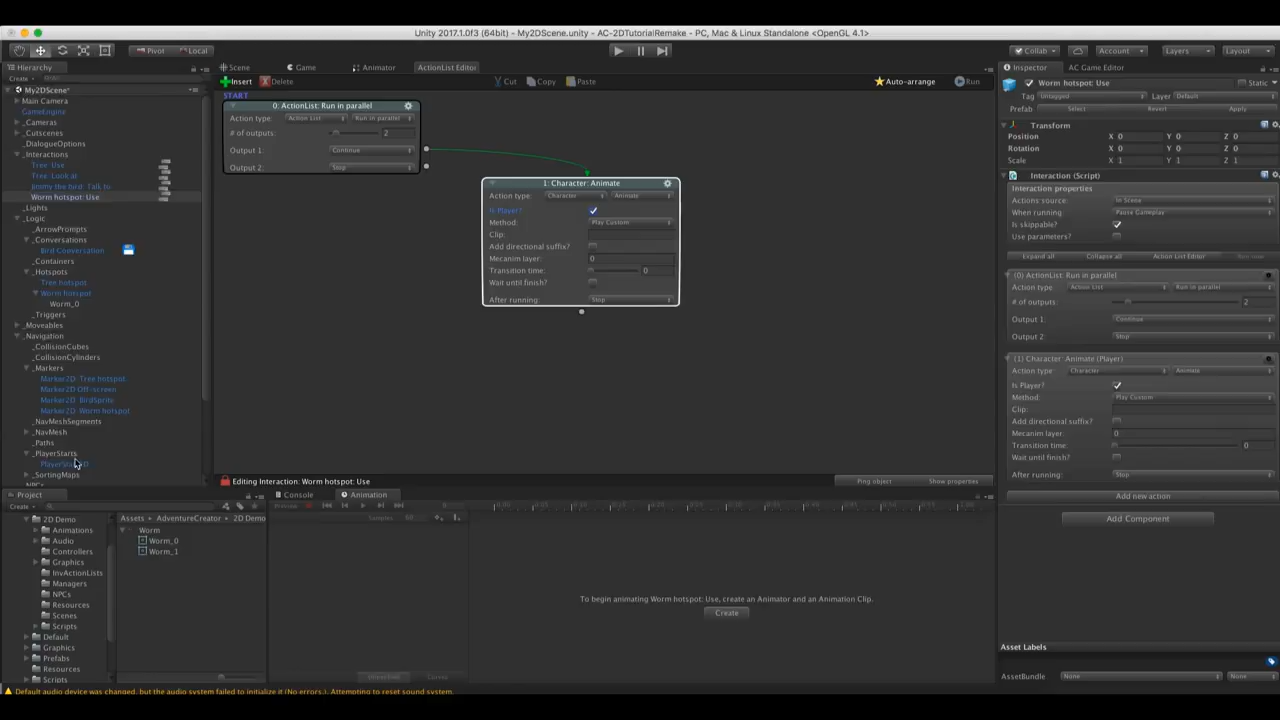 Unity 2017.1.0f3 (64bit) - My2DScene.unity - AC-2DTutorialRemake - PC, Mac & Linux Standalone <OpenGL 4.1>
Pivot Local
Collab Account Layers Layout
Hierarchy
Create
My2DScene*
Main Camera
GameEngine
_Cameras
_Cutscenes
_DialogueOptions
_Interactions
Tree: Use
Tree: Look at
Jimmy the bird: Talk to
Worm hotspot: Use
_Lights
_Logic
_ArrowPrompts
_Conversations
Bird Conversation
_Containers
_Hotspots
Tree hotspot
Worm hotspot
Worm_0
_Triggers
_Moveables
_Navigation
_CollisionCubes
_CollisionCylinders
_Markers
Marker2D: Tree hotspot
Marker2D Off-screen
Marker2D: BirdSprite
Marker2D: Worm hotspot
_NavMeshSegments
_NavMesh
_Paths
_PlayerStarts
_SortingMaps
Scene Game Animator ActionList Editor
Insert Delete Cut Copy Paste Auto-arrange Run
START
0: ActionList: Run in parallel
Action type: Action List Run in parallel
# of outputs: 2
Output 1: Continue
Output 2: Stop
1: Character: Animate
Action type: Character Animate
Is Player?
Method: Play Custom
Clip:
Add directional suffix?
Mecanim layer: 0
Transition time: 0
Wait until finish?
After running: Stop
Editing Interaction: Worm hotspot: Use
Ping object Show properties
Inspector AC Game Editor
Worm hotspot: Use Static
Tag Untagged Layer Default
Prefab Select Revert Apply
Transform
Position X 0 Y 0 Z 0
Rotation X 0 Y 0 Z 0
Scale X 1 Y 1 Z 1
Interaction (Script)
Interaction properties
Actions source: In Scene
When running: Pause Gameplay
Is skippable?
Use parameters?
Expand all Collapse all Action List Editor Run now
(0) ActionList: Run in parallel
Action type Action List Run in parallel
# of outputs: 2
Output 1: Continue
Output 2: Stop
(1) Character: Animate (Player)
Action type: Character Animate
Is Player?
Method: Play Custom
Clip:
Add directional suffix?
Mecanim layer: 0
Transition time: 0
Wait until finish?
After running: Stop
Add new action
Add Component
Asset Labels
AssetBundle None None
Project
Create
2D Demo
Animations
Audio
Controllers
Graphics
InvActionLists
Managers
NPCs
Resources
Scenes
Scripts
Default
Graphics
Prefabs
Resources
Scripts
Assets AdventureCreator 2D Demo
Worm
Worm_0
Worm_1
Console Animation
Preview
Samples
To begin animating Worm hotspot: Use, create an Animator and an Animation Clip.
Create
Default audio device was changed, but the audio system failed to initialize it (No errors.). Attempting to reset sound system.